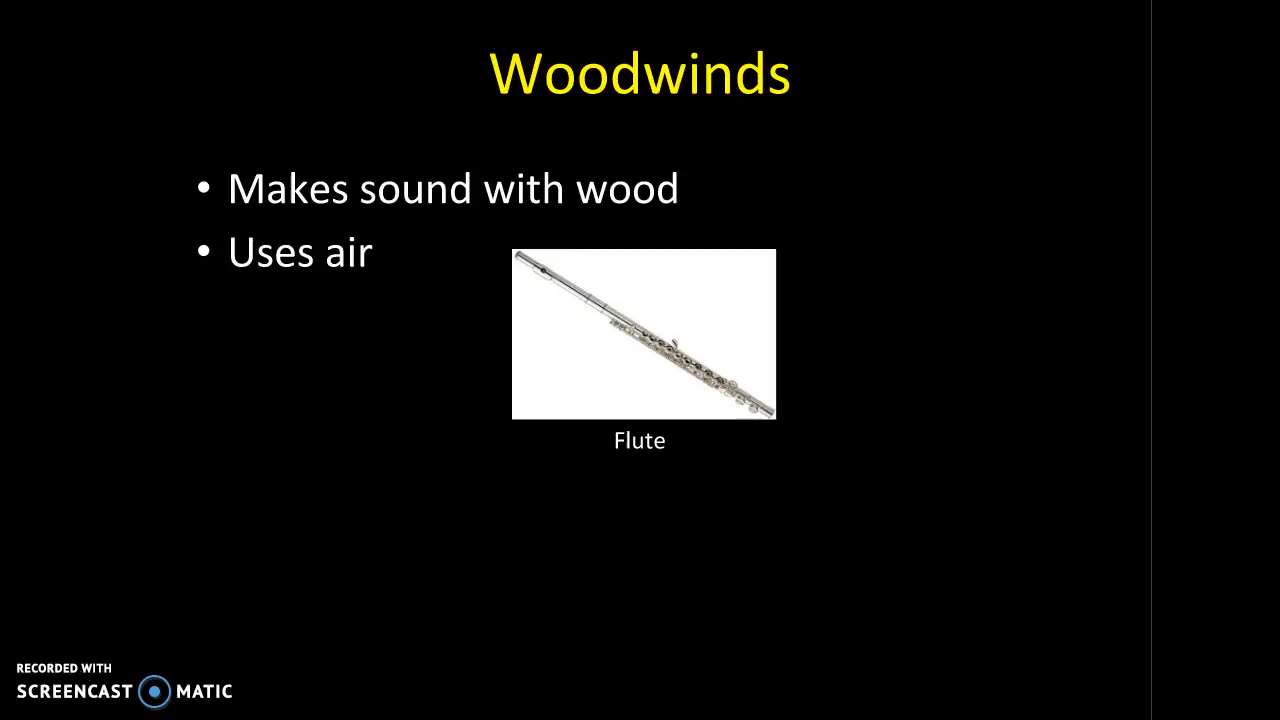 Woodwinds
• Makes sound with wood
• Uses air
Flute
RECORDED WITH
SCREENCAST MATIC